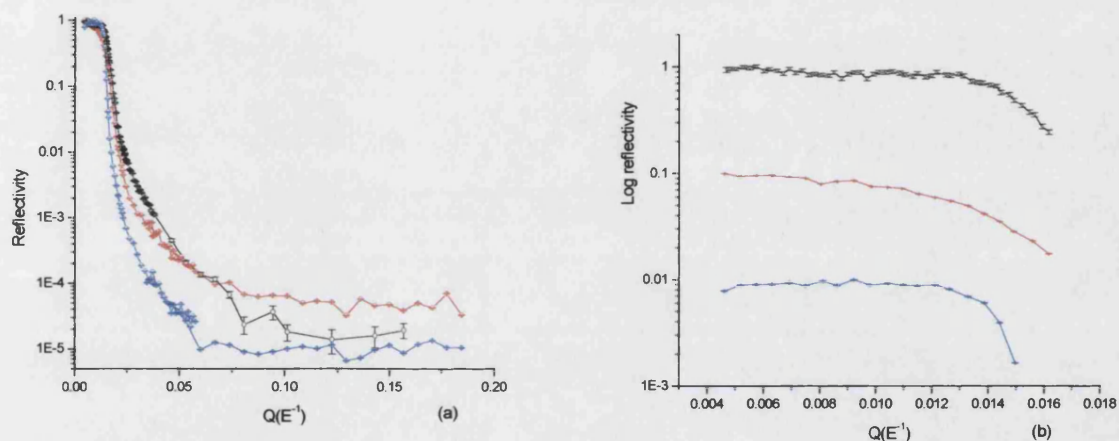 Reflectivity
1
0.1
0.01
1E-3
1E-4
1E-5
0.00
0.05
0.10
0.15
0.20
Q(E⁻¹)
(a)
Log reflectivity
1
0.1
0.01
1E-3
0.004
0.006
0.008
0.010
0.012
0.014
0.016
0.018
Q(E⁻¹)
(b)